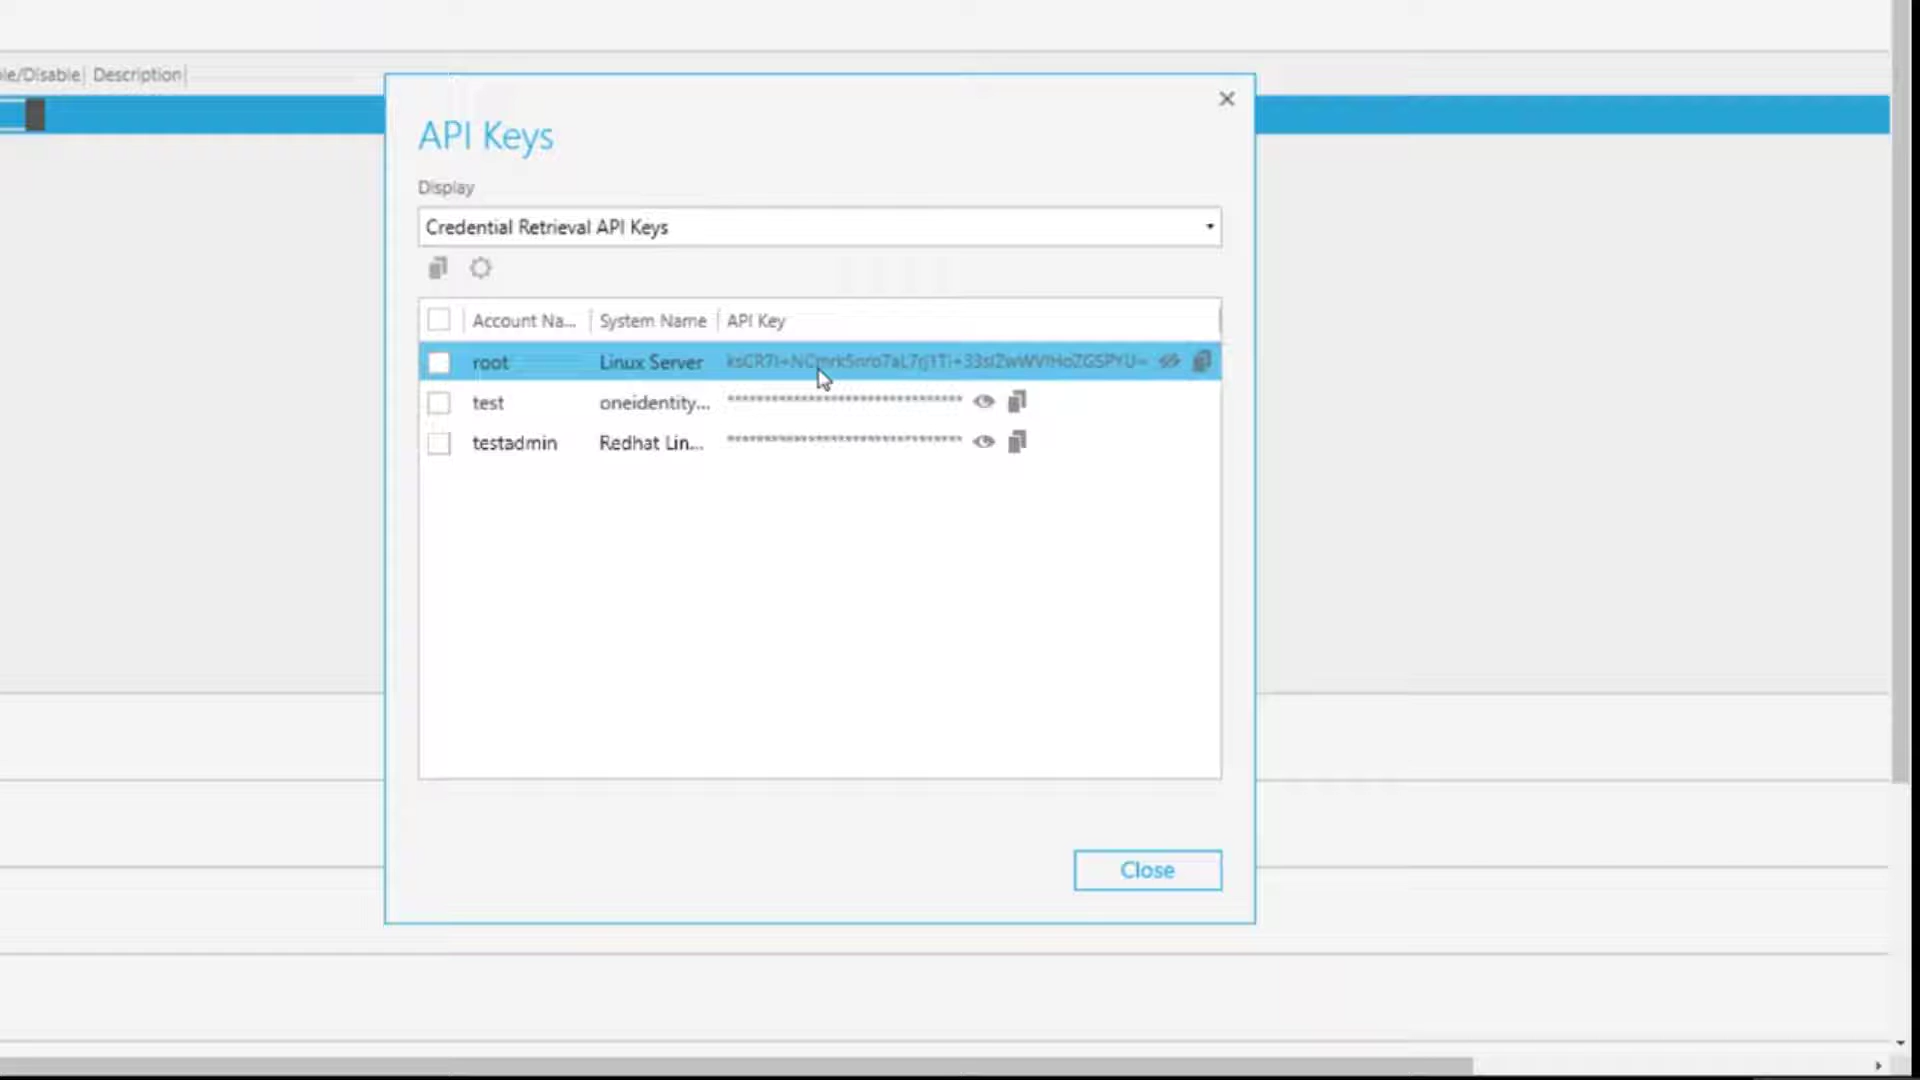 le/Disable Description
API Keys
Display
Credential Retrieval API Keys
Account Na... System Name API Key
root Linux Server
test oneidentity... ********************************
testadmin Redhat Lin... ********************************
Close